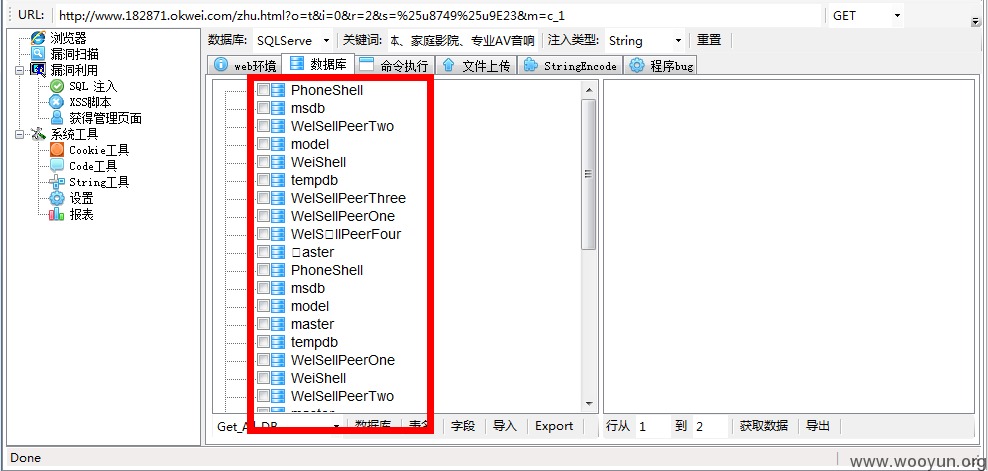 URL: http://www.182871.okwei.com/zhu.html?o=t&i=0&r=2&s=%25u8749%25u9E23&m=c_1 GET
浏览器
漏洞扫描
漏洞利用
SQL 注入
XSS脚本
获得管理页面
系统工具
Cookie工具
Code工具
String工具
设置
报表
数据库: SQLServe 关键词: 体、家庭影院、专业AV音响 注入类型: String 重置
web环境 数据库 命令执行 文件上传 StringEncode 程序bug
PhoneShell
msdb
WelSellPeerTwo
model
WeiShell
tempdb
WelSellPeerThree
WelSellPeerOne
WelS□llPeerFour
□aster
PhoneShell
msdb
model
master
tempdb
WelSellPeerOne
WeiShell
WelSellPeerTwo
master
Get_A DB 数据库 表名 字段 导入 Export 行从 1 到 2 获取数据 导出
Done
www.wooyun.org